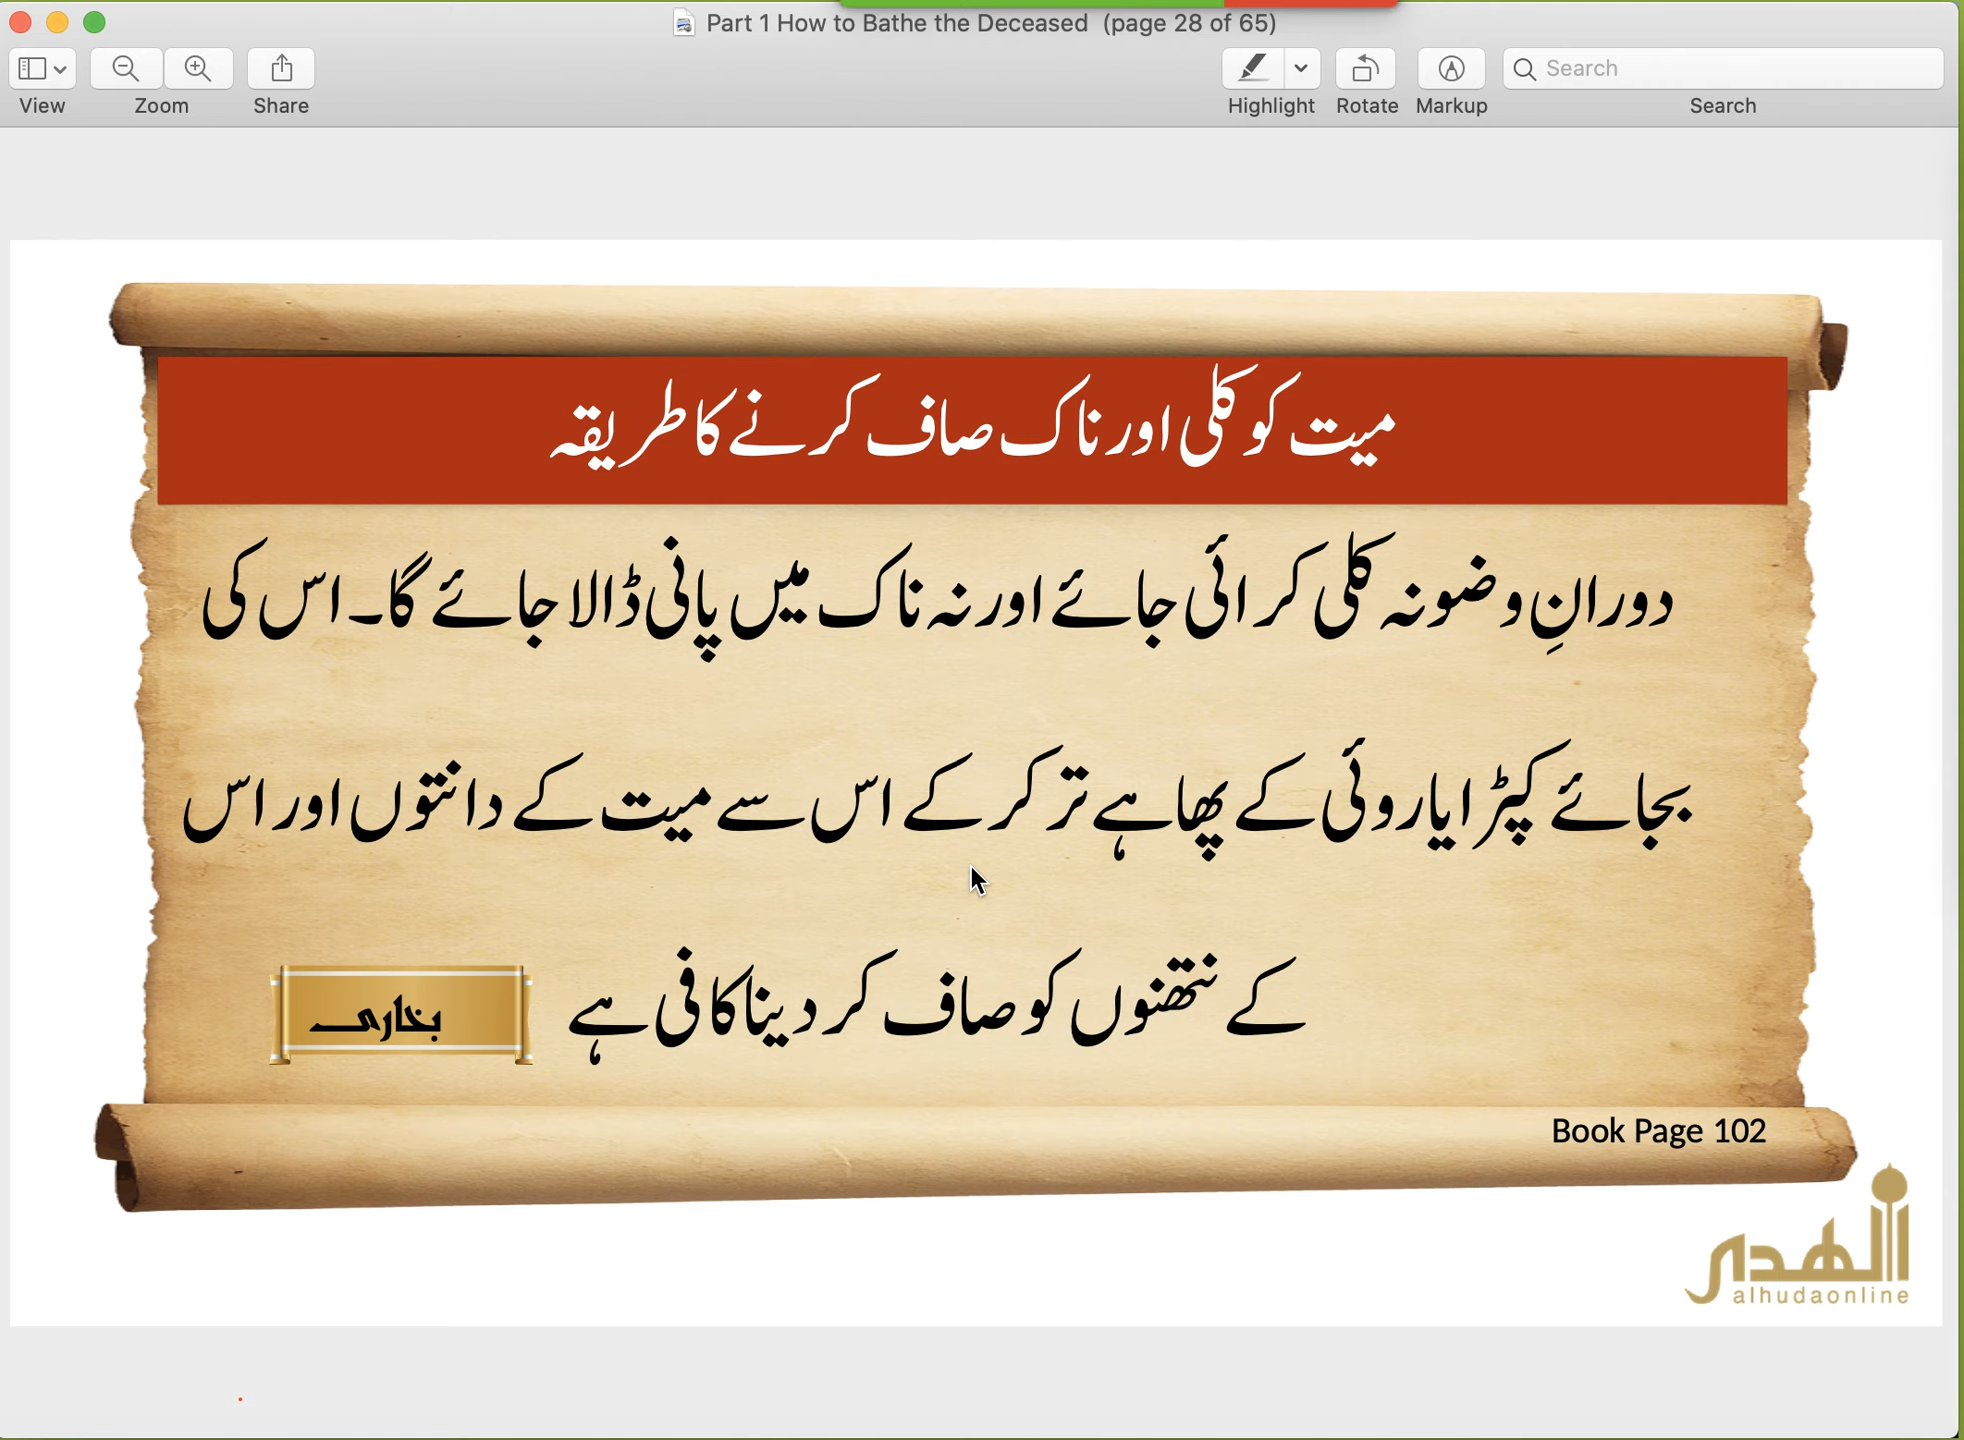 Part 1 How to Bathe the Deceased (page 28 of 65)
View
Zoom
Share
Highlight
Rotate
Markup
Search
Search
میت کو کلی اور ناک صاف کرنے کا طریقہ
دورانِ وضو نہ کلی کرائی جائے اور نہ ناک میں پانی ڈالا جائے گا۔ اس کی
بجائے کپڑا یا روئی کے پھاہے تر کر کے اس سے میت کے دانتوں اور اس
کے نتھنوں کو صاف کر دینا کافی ہے
بخاری
Book Page 102
الهدى
alhudaonline